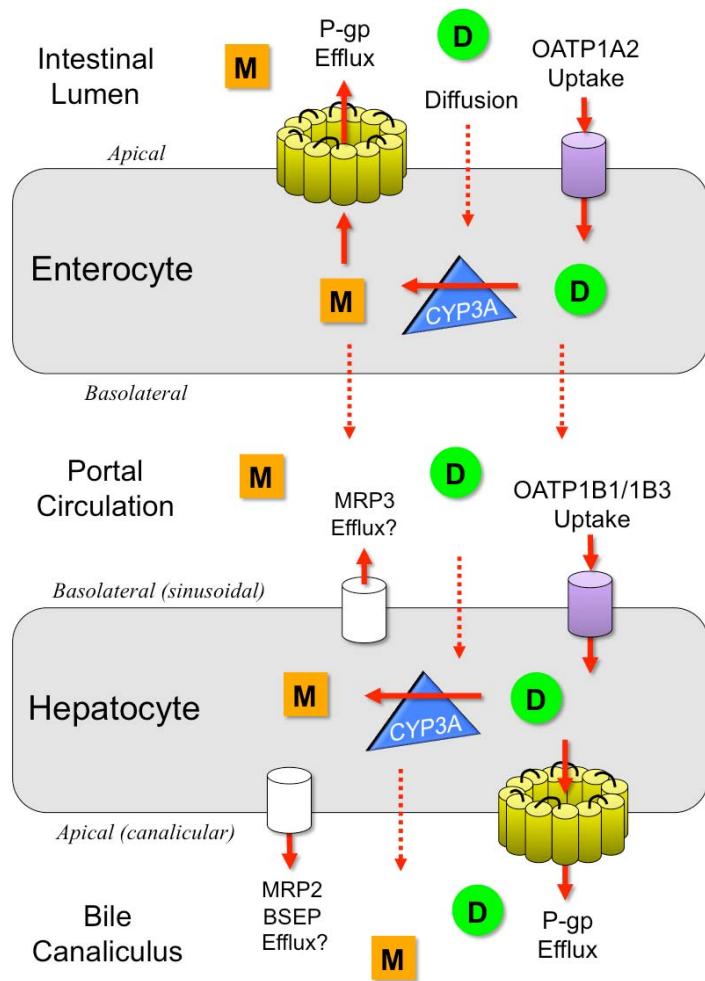 P-gp
Efflux
D
M
Intestinal
Lumen
OATP1A2
Uptake
Diffusion
Apical
Enterocyte
M
CYP3A
D
Basolateral
Portal
Circulation
M
D
MRP3
Efflux?
OATP1B1/1B3
Uptake
Basolateral (sinusoidal)
Hepatocyte
M
CYP3A
D
Apical (canalicular)
MRP2
BSEP
Efflux?
Bile
Canaliculus
M
D
P-gp
Efflux